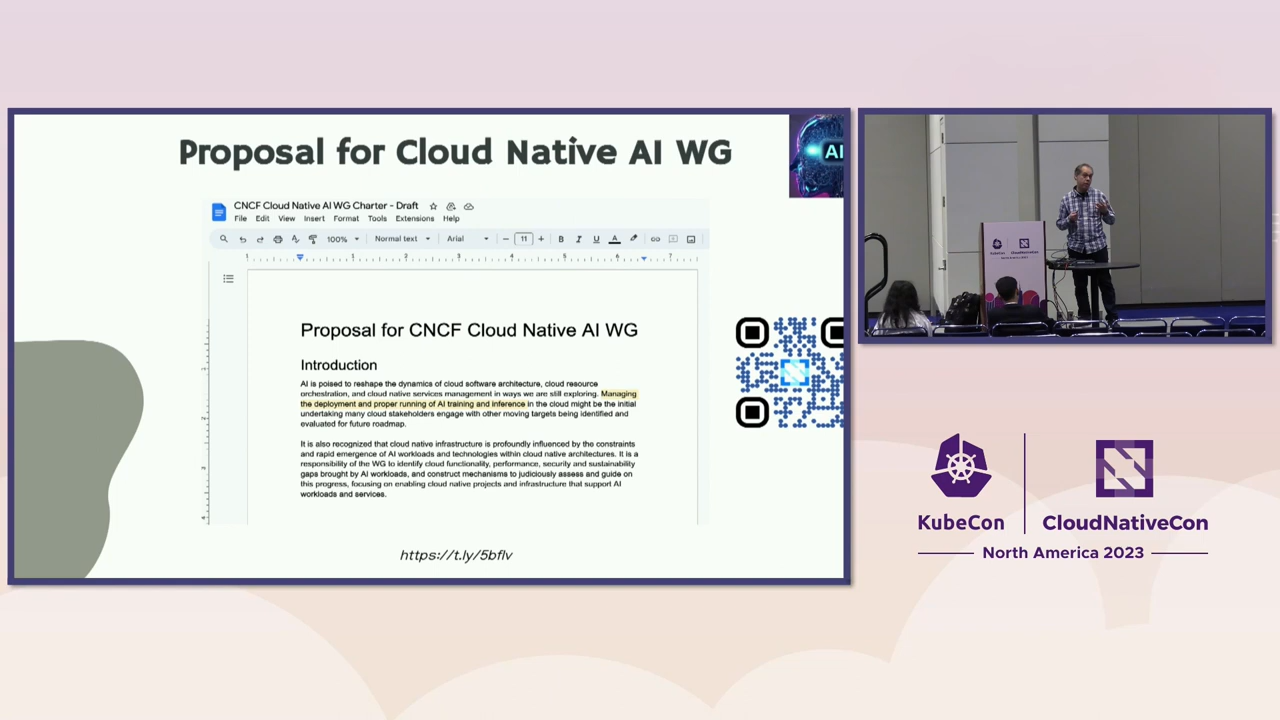 Proposal for Cloud Native AI WG
AI
CNCF Cloud Native AI WG Charter - Draft
File Edit View Insert Format Tools Extensions Help
100% Normal text Arial 11
1 1 2 3 4 5 6 7
Proposal for CNCF Cloud Native AI WG
Introduction
AI is poised to reshape the dynamics of cloud software architecture, cloud resource
orchestration, and cloud native services management in ways we are still exploring. Managing
the deployment and proper running of AI training and inference in the cloud might be the initial
undertaking many cloud stakeholders engage with other moving targets being identified and
evaluated for future roadmap.
It is also recognized that cloud native infrastructure is profoundly influenced by the constraints
and rapid emergence of AI workloads and technologies within cloud native architectures. It is a
responsibility of the WG to identify cloud functionality, performance, security and sustainability
gaps brought by AI workloads, and construct mechanisms to judiciously assess and guide on
this progress, focusing on enabling cloud native projects and infrastructure that support AI
workloads and services.
https://t.ly/5bflv
KubeCon CloudNativeCon
North America 2023